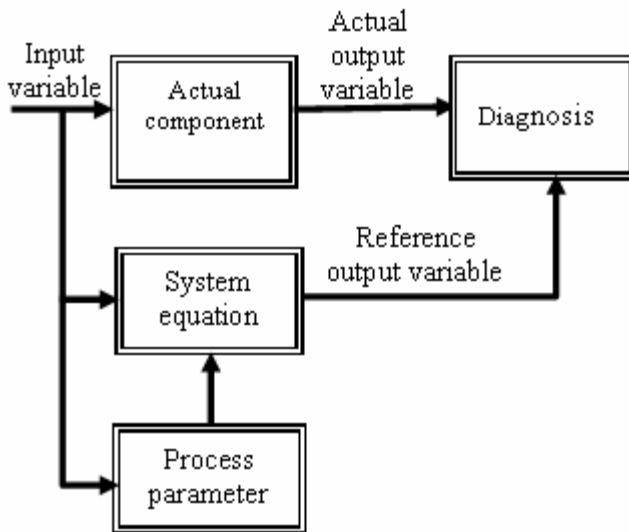 Input
variable
Actual
component
Actual
output
variable
Diagnosis
System
equation
Reference
output variable
Process
parameter